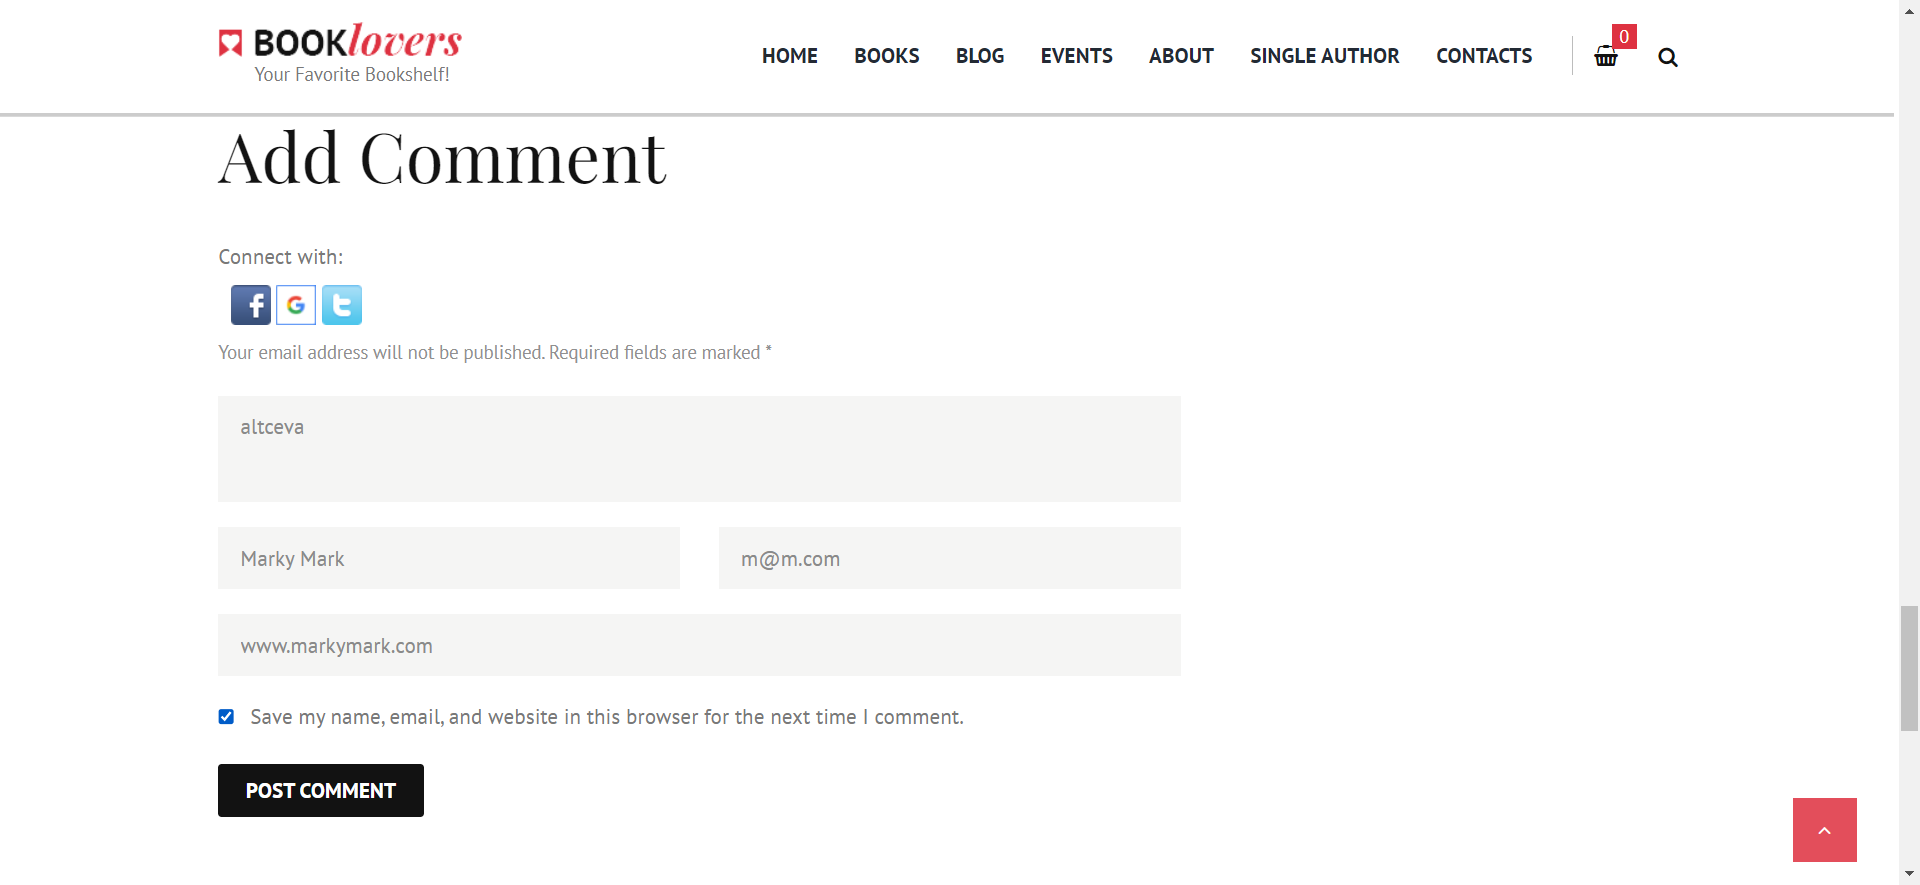 BOOKlovers
Your Favorite Bookshelf!
HOME BOOKS BLOG EVENTS ABOUT SINGLE AUTHOR CONTACTS 0
Add Comment
Connect with:
Your email address will not be published. Required fields are marked *
altceva
Marky Mark m@m.com
www.markymark.com
Save my name, email, and website in this browser for the next time I comment.
POST COMMENT